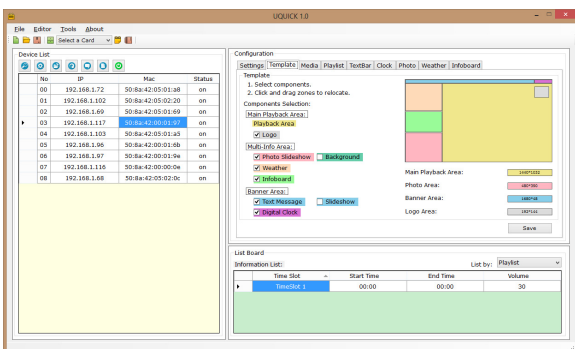 UQUICK 1.0
File Editor Tools About
Select a Card
Device List
No IP Mac Status
00 192.168.1.72 50:8a:42:05:01:a8 on
01 192.168.1.102 50:8a:42:05:02:20 on
02 192.168.1.69 50:8a:42:05:01:69 on
03 192.168.1.117 50:8a:42:00:01:97 on
04 192.168.1.103 50:8a:42:05:01:a5 on
05 192.168.1.96 50:8a:42:00:01:6b on
06 192.168.1.97 50:8a:42:00:01:9e on
07 192.168.1.116 50:8a:42:00:00:0e on
08 192.168.1.68 50:8a:42:05:02:0c on
Configuration
Settings Template Media Playlist TextBar Clock Photo Weather Infoboard
Template
1. Select components.
2. Click and drag zones to relocate.
Components Selection:
Main Playback Area:
Playback Area
Logo
Multi-Info Area:
Photo Slideshow Background
Weather
Infoboard
Banner Area:
Text Message Slideshow
Digital Clock
Main Playback Area: 1440*1032
Photo Area:
Banner Area:
Logo Area: 192*144
Save
List Board
Information List: List by: Playlist
Time Slot Start Time End Time Volume
TimeSlot 1 00:00 00:00 30